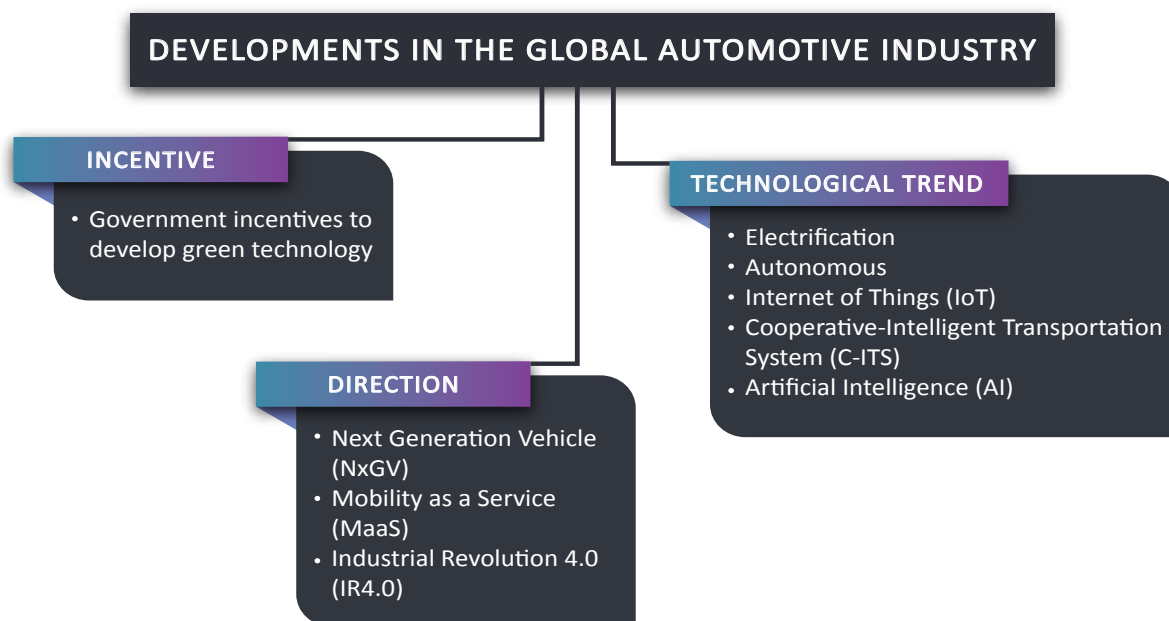 DEVELOPMENTS IN THE GLOBAL AUTOMOTIVE INDUSTRY
INCENTIVE
• Government incentives to
develop green technology
DIRECTION
• Next Generation Vehicle
(NxGV)
• Mobility as a Service
(MaaS)
• Industrial Revolution 4.0
(IR4.0)
TECHNOLOGICAL TREND
• Electrification
• Autonomous
• Internet of Things (IoT)
• Cooperative-Intelligent Transportation
System (C-ITS)
• Artificial Intelligence (AI)